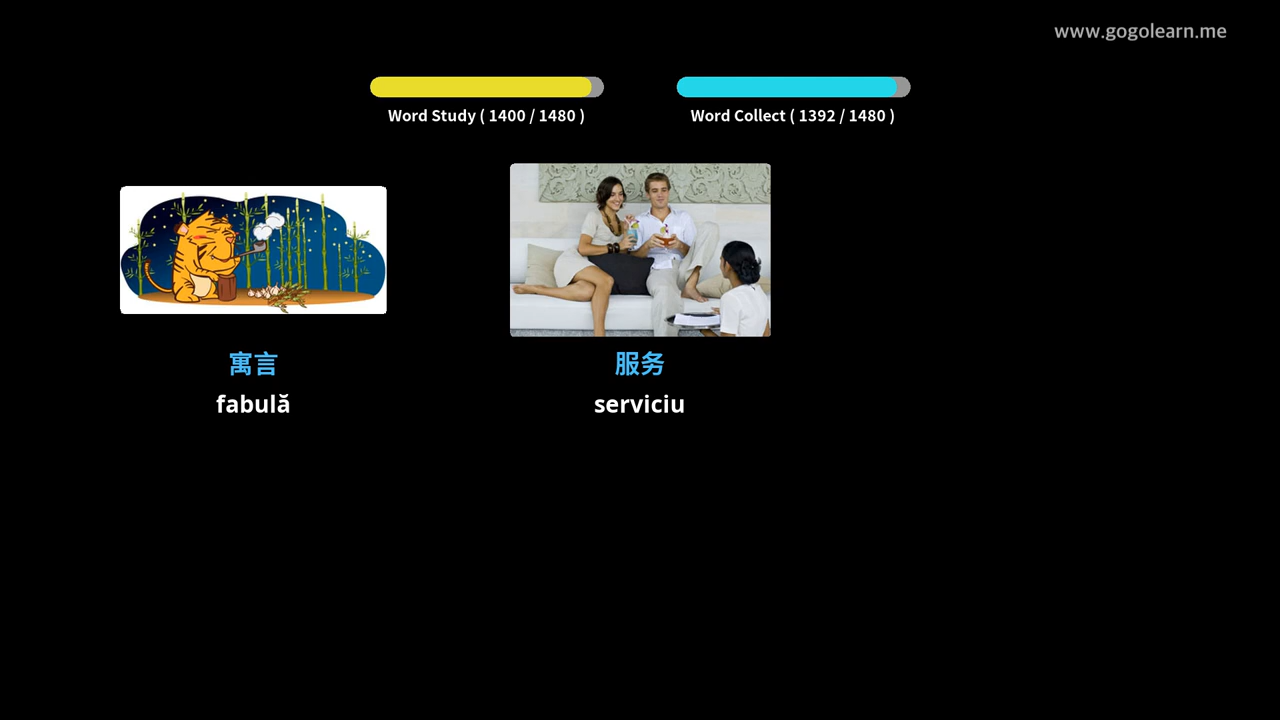 www.gogolearn.me
Word Study ( 1400 / 1480 )
Word Collect ( 1392 / 1480 )
寓言
fabulă
服务
serviciu